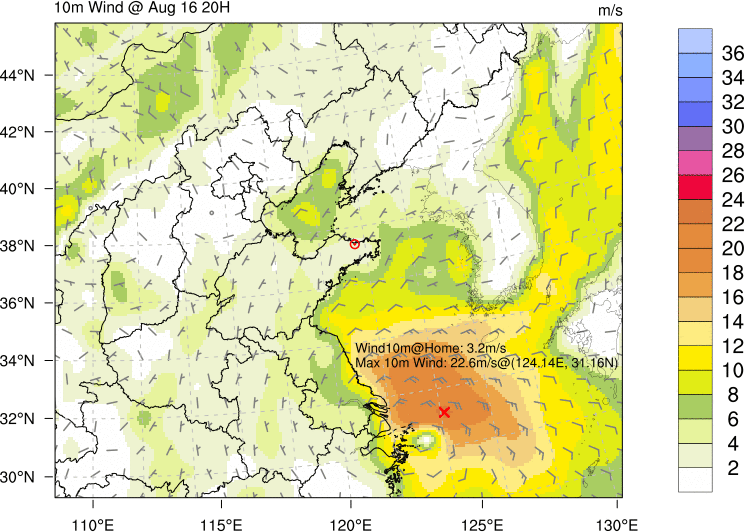 10m Wind @ Aug 16 20H
m/s
44°N
42°N
40°N
38°N
36°N
34°N
32°N
30°N
110°E
115°E
120°E
125°E
130°E
Wind10m@Home: 3.2m/s
Max 10m Wind: 22.6m/s@(124.14E, 31.16N)
36
34
32
30
28
26
24
22
20
18
16
14
12
10
8
6
4
2